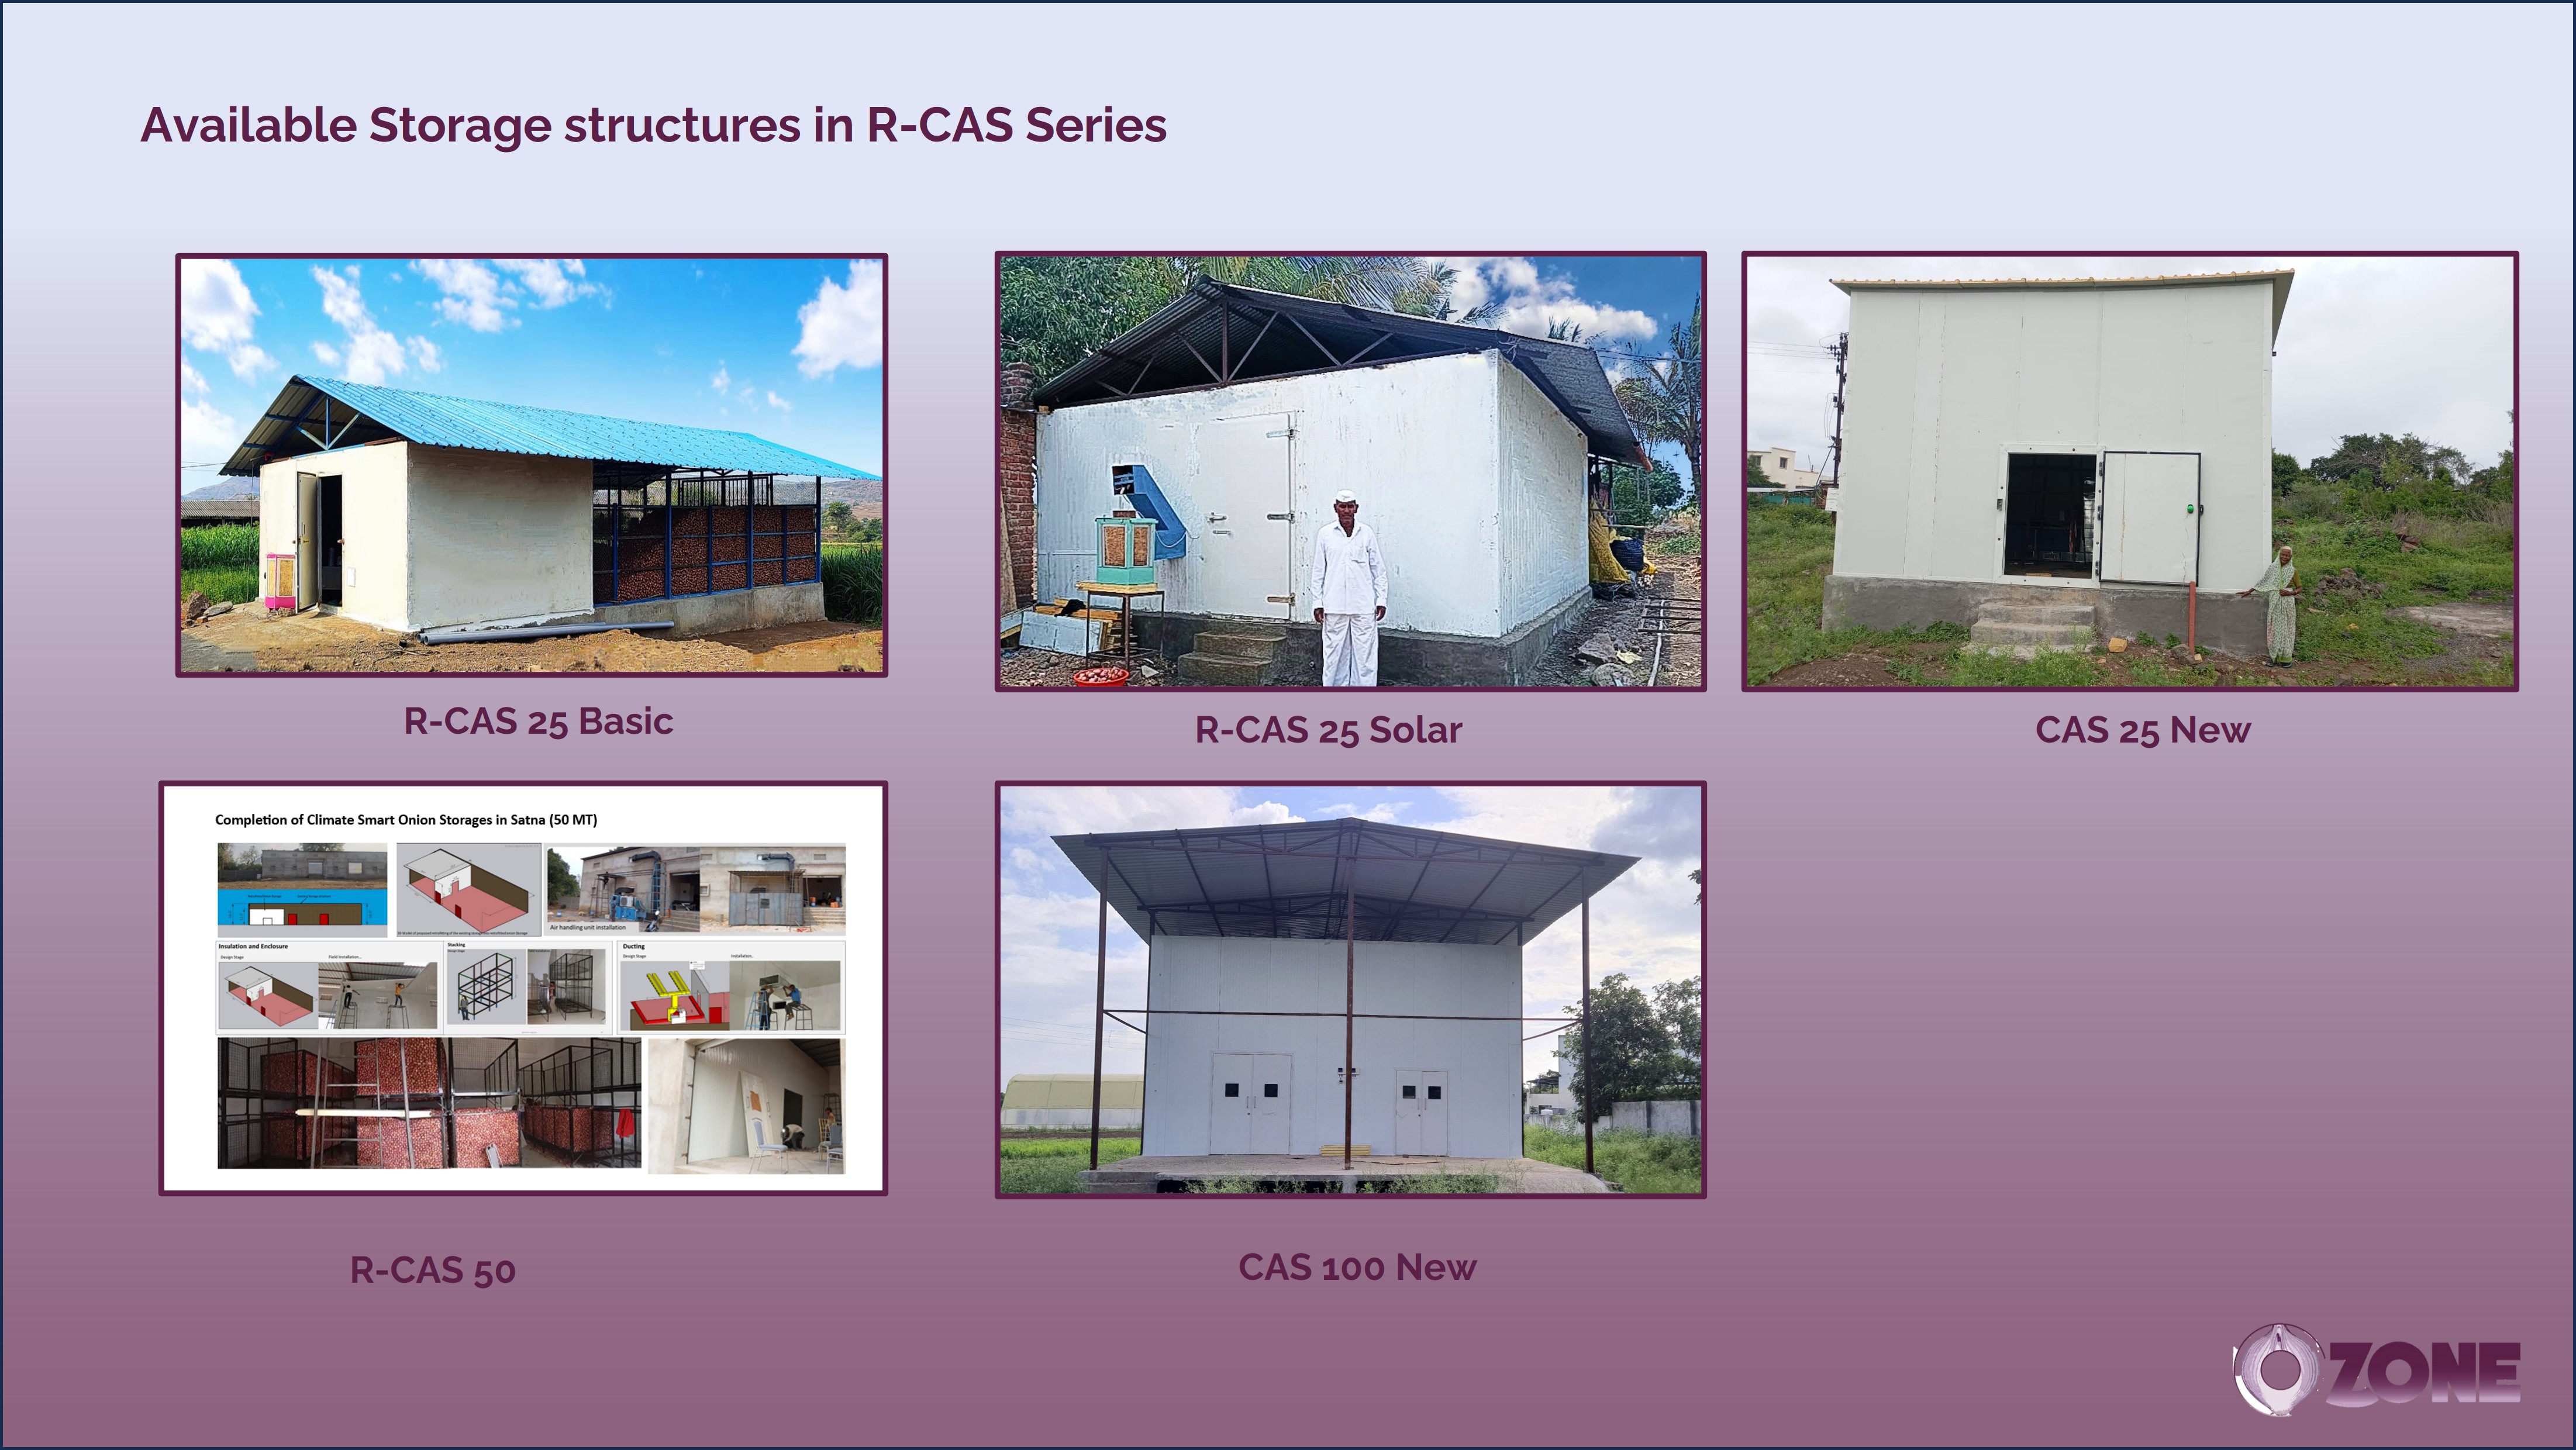 Available Storage structures in R-CAS Series
R-CAS 25 Basic
R-CAS 25 Solar
CAS 25 New
Completion of Climate Smart Onion Storages in Satna (50 MT)
Air handling unit installation
Insulation and Enclosure
Design Stage
Field Installation...
Stacking
Ducting
Design Stage
Installation...
R-CAS 50
CAS 100 New
OZONE